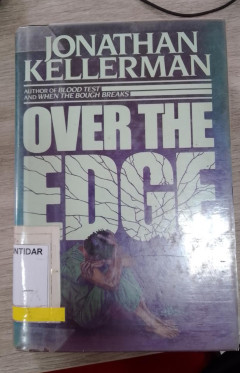 JONATHAN
KELLERMAN
AUTHOR OF BLOOD TEST
AND WHEN THE BOUGH BREAKS
OVER THE
EDGE
NTIDAR